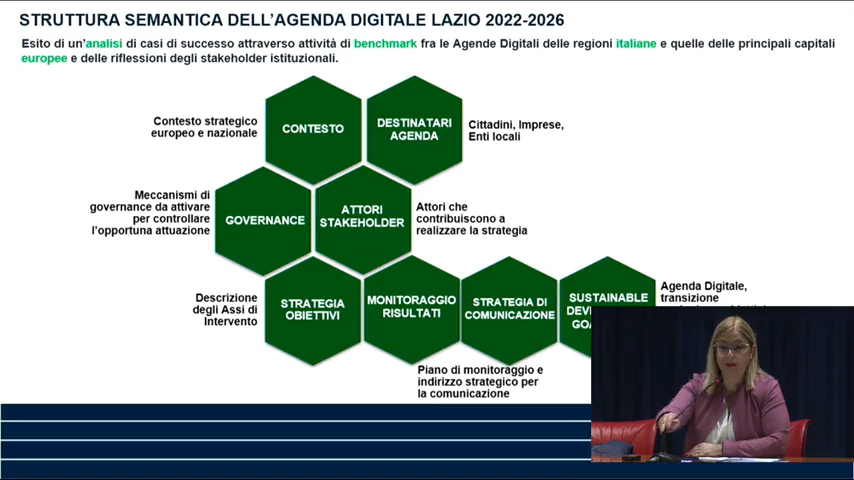 STRUTTURA SEMANTICA DELL'AGENDA DIGITALE LAZIO 2022-2026
Esito di un'analisi di casi di successo attraverso attività di benchmark fra le Agende Digitali delle regioni italiane e quelle delle principali capitali
europee e delle riflessioni degli stakeholder istituzionali.
Contesto strategico
europeo e nazionale
CONTESTO
DESTINATARI
AGENDA
Cittadini, Imprese,
Enti locali
Meccanismi di
governance da attivare
per controllare
l'opportuna attuazione
GOVERNANCE
ATTORI
STAKEHOLDER
Attori che
contribuiscono a
realizzare la strategia
Descrizione
degli Assi di
Intervento
STRATEGIA
OBIETTIVI
MONITORAGGIO
RISULTATI
STRATEGIA DI
COMUNICAZIONE
SUSTAINABLE
Agenda Digitale,
transizione
Piano di monitoraggio e
indirizzo strategico per
la comunicazione